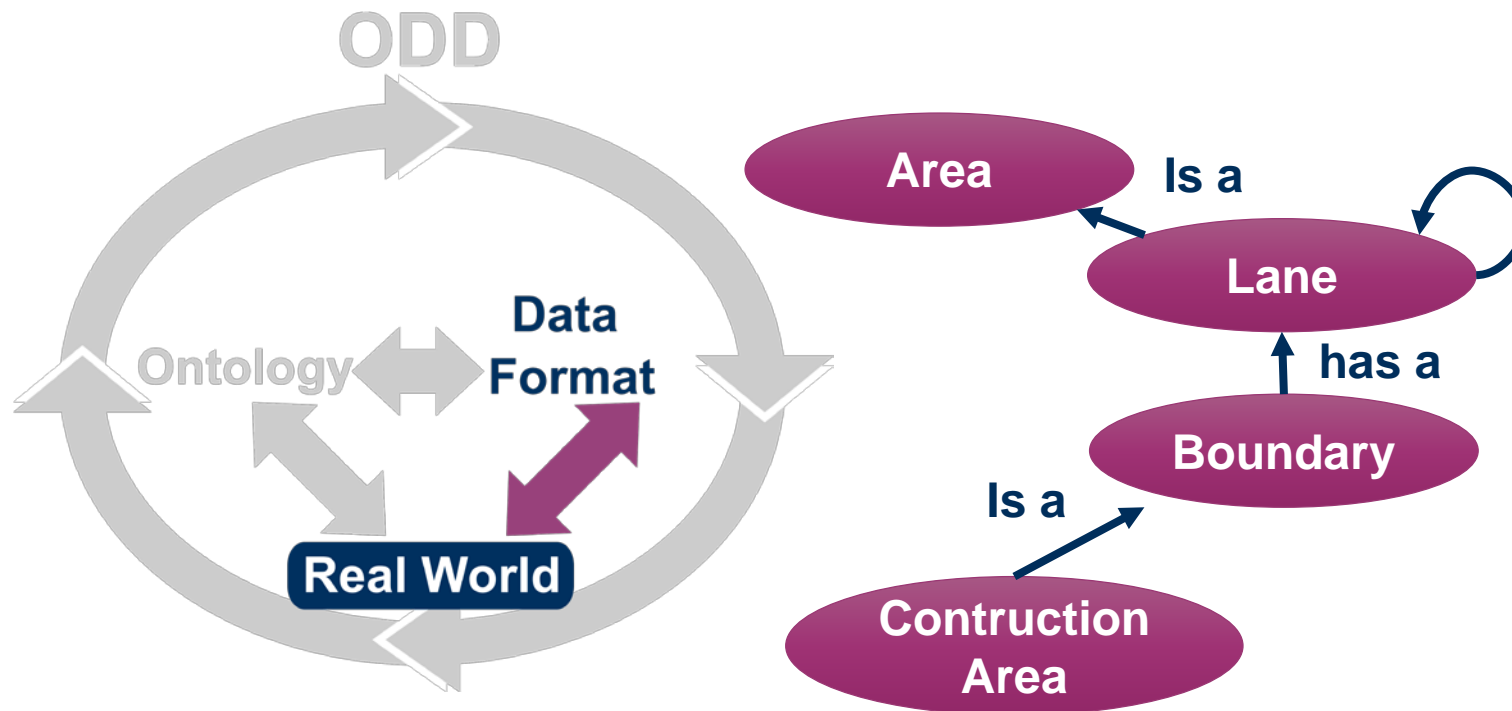 ODD
Ontology
Data
Format
Real World
Area
Is a
Lane
has a
Boundary
Is a
Contruction
Area